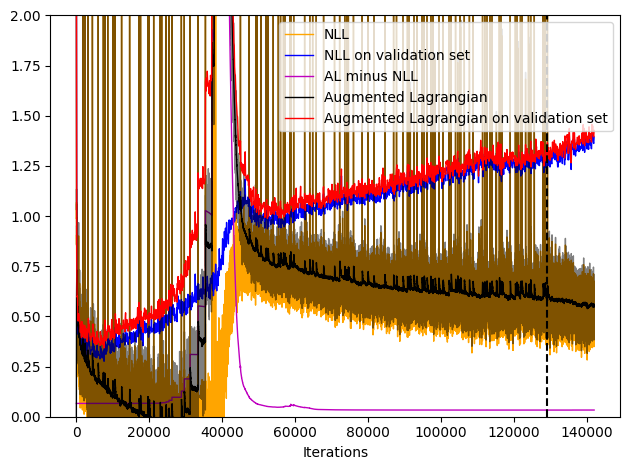 2.00
1.75
1.50
1.25
1.00
0.75
0.50
0.25
0.00
NLL
NLL on validation set
AL minus NLL
Augmented Lagrangian
Augmented Lagrangian on validation set
0 20000 40000 60000 80000 100000 120000 140000
Iterations